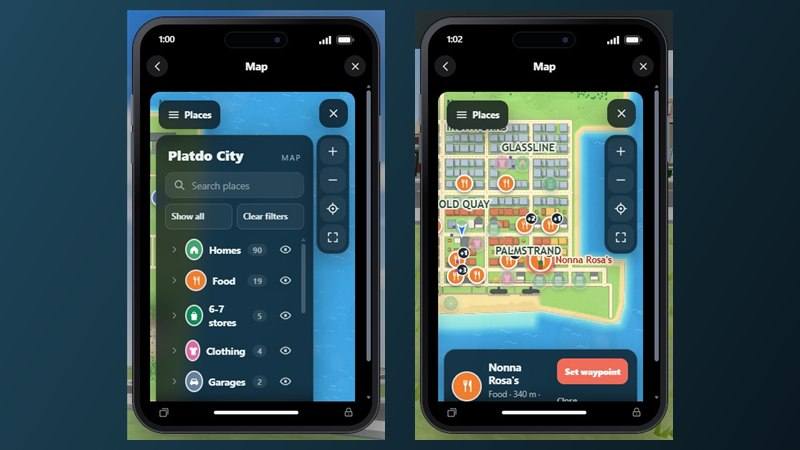 1:00
Map
Places
Platdo City
MAP
Search places
Show all
Clear filters
Homes 90
Food 19
6-7
stores 5
Clothing 4
Garages 2
1:02
Map
Places
GLASSLINE
OLD QUAY
+2
+1
PALMSTRAND
Nonna Rosa's
Nonna
Rosa's
Set waypoint
Food · 340 m ·
Close